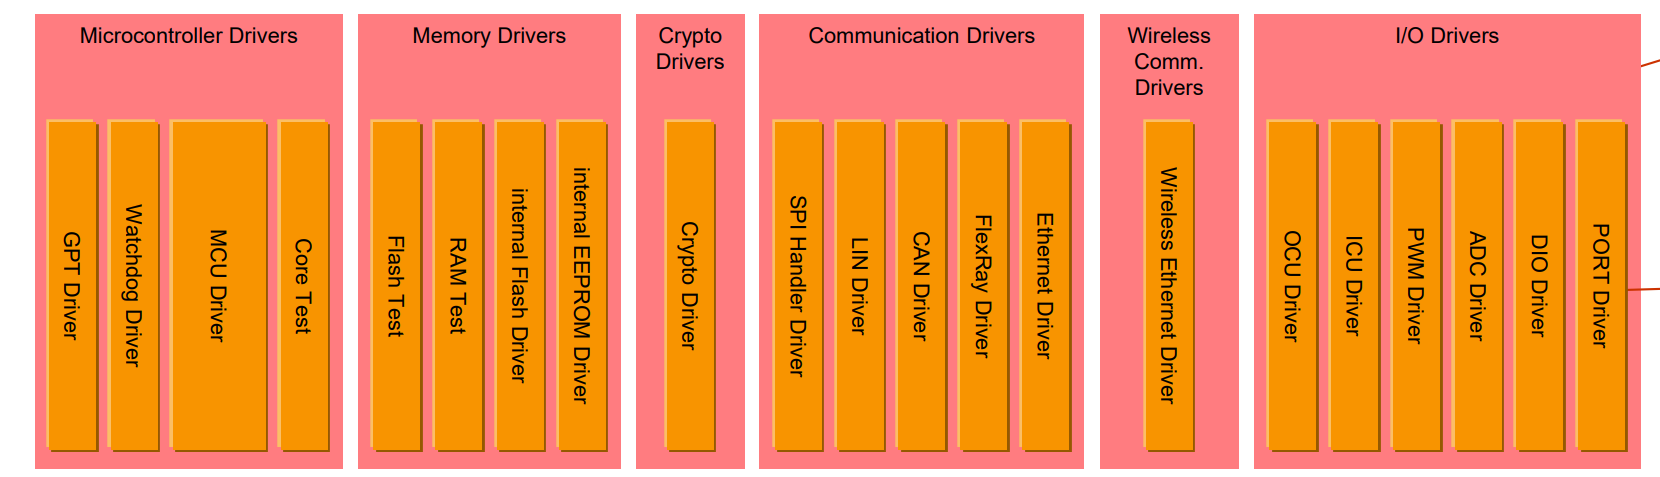 Microcontroller Drivers
GPT Driver
Watchdog Driver
MCU Driver
Core Test
Memory Drivers
Flash Test
RAM Test
internal Flash Driver
internal EEPROM Driver
Crypto
Drivers
Crypto Driver
Communication Drivers
SPI Handler Driver
LIN Driver
CAN Driver
FlexRay Driver
Ethernet Driver
Wireless
Comm.
Drivers
Wireless Ethernet Driver
I/O Drivers
OCU Driver
ICU Driver
PWM Driver
ADC Driver
DIO Driver
PORT Driver